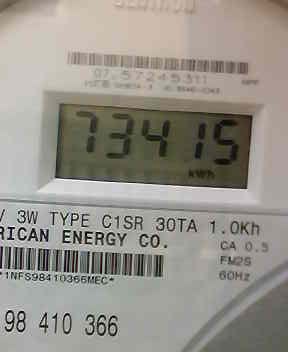 07 57245311
73415
kWh
V 3W TYPE C1SR 30TA 1.0Kh
RICAN ENERGY CO.
CA 0.5
FM2S
60Hz
*1NFS98410366MEC*
98 410 366